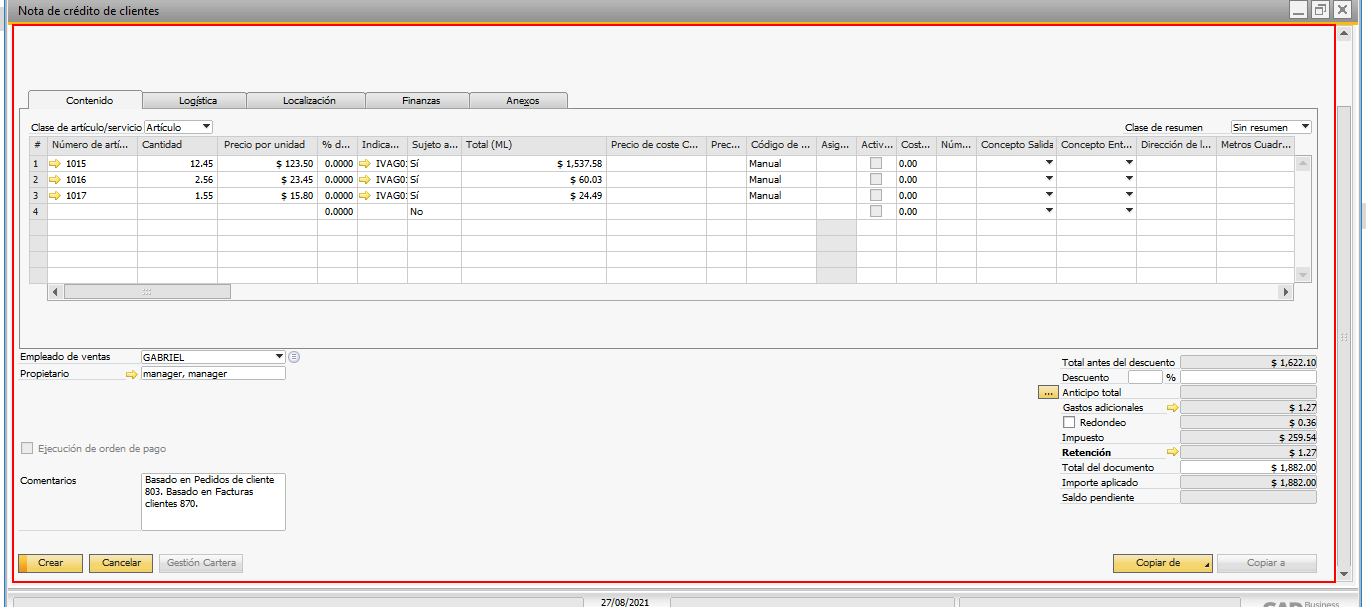 Nota de crédito de clientes
Contenido Logística Localización Finanzas Anexos
Clase de artículo/servicio Artículo Clase de resumen Sin resumen
# Número de artí... Cantidad Precio por unidad % d... Indica... Sujeto a... Total (ML) Precio de coste C... Prec... Código de ... Asig... Activ... Cost... Núm... Concepto Salida Concepto Ent... Dirección de l... Metros Cuadr...
1 1015 12.45 $ 123.50 0.0000 IVAG0 Sí $ 1,537.58 Manual 0.00
2 1016 2.56 $ 23.45 0.0000 IVAG0 Sí $ 60.03 Manual 0.00
3 1017 1.55 $ 15.80 0.0000 IVAG0 Sí $ 24.49 Manual 0.00
4 0.0000 No 0.00
Empleado de ventas GABRIEL
Propietario manager, manager
Ejecución de orden de pago
Comentarios Basado en Pedidos de cliente
803. Basado en Facturas
clientes 870.
Total antes del descuento $ 1,622.10
Descuento %
... Anticipo total
Gastos adicionales $ 1.27
Redondeo $ 0.36
Impuesto $ 259.54
Retención $ 1.27
Total del documento $ 1,882.00
Importe aplicado $ 1,882.00
Saldo pendiente
Crear Cancelar Gestión Cartera Copiar de Copiar a
27/08/2021
SAP Business